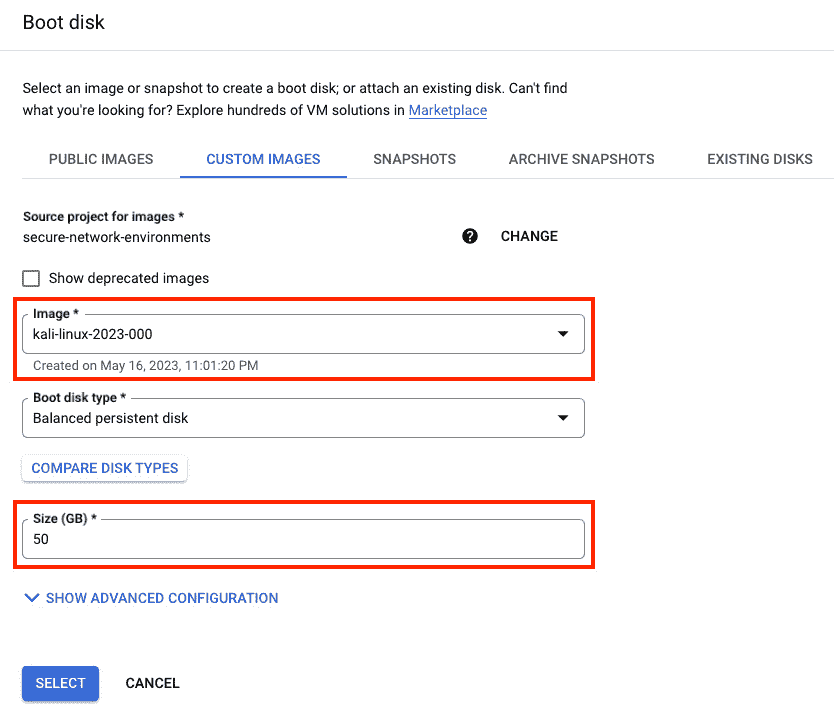 Boot disk
Select an image or snapshot to create a boot disk; or attach an existing disk. Can't find
what you're looking for? Explore hundreds of VM solutions in Marketplace
PUBLIC IMAGES CUSTOM IMAGES SNAPSHOTS ARCHIVE SNAPSHOTS EXISTING DISKS
Source project for images *
secure-network-environments ? CHANGE
Show deprecated images
Image *
kali-linux-2023-000
Created on May 16, 2023, 11:01:20 PM
Boot disk type *
Balanced persistent disk
COMPARE DISK TYPES
Size (GB) *
50
SHOW ADVANCED CONFIGURATION
SELECT CANCEL